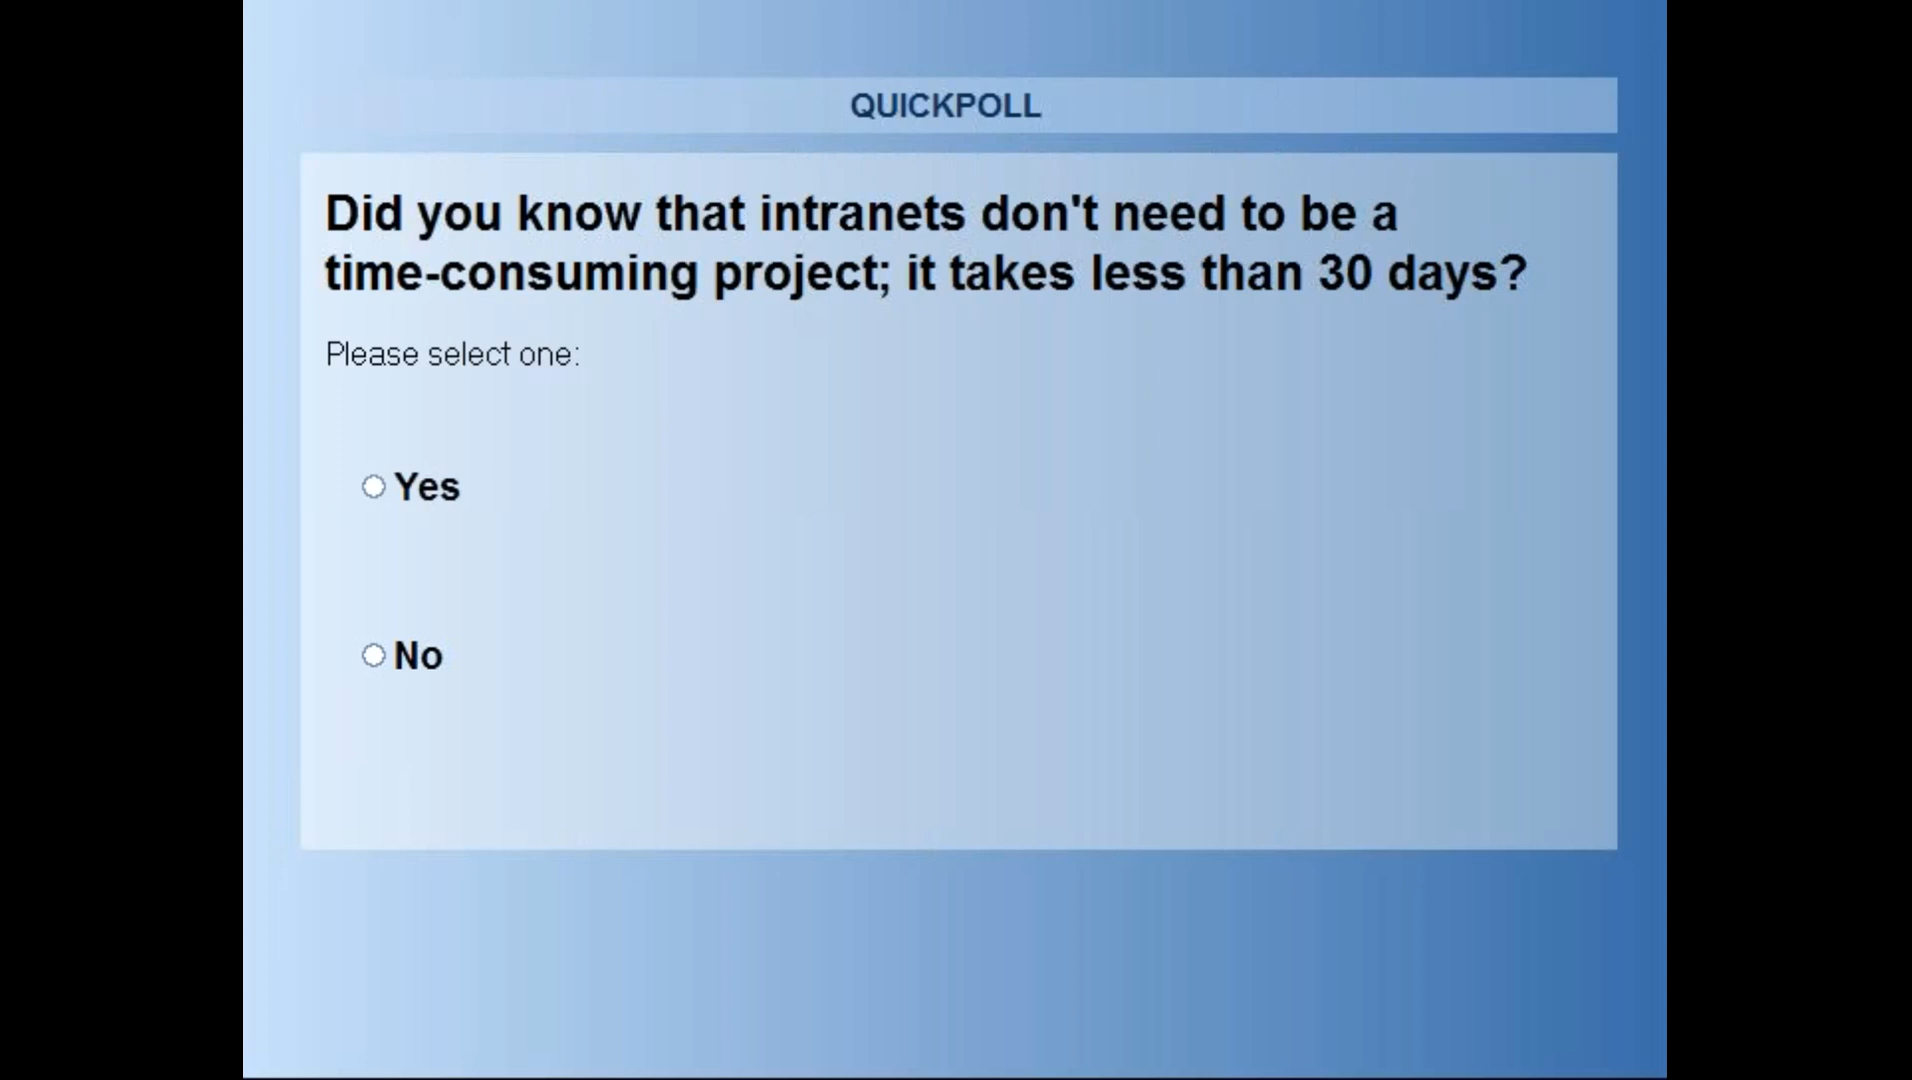 QUICKPOLL
Did you know that intranets don't need to be a
time-consuming project; it takes less than 30 days?
Please select one:
Yes
No